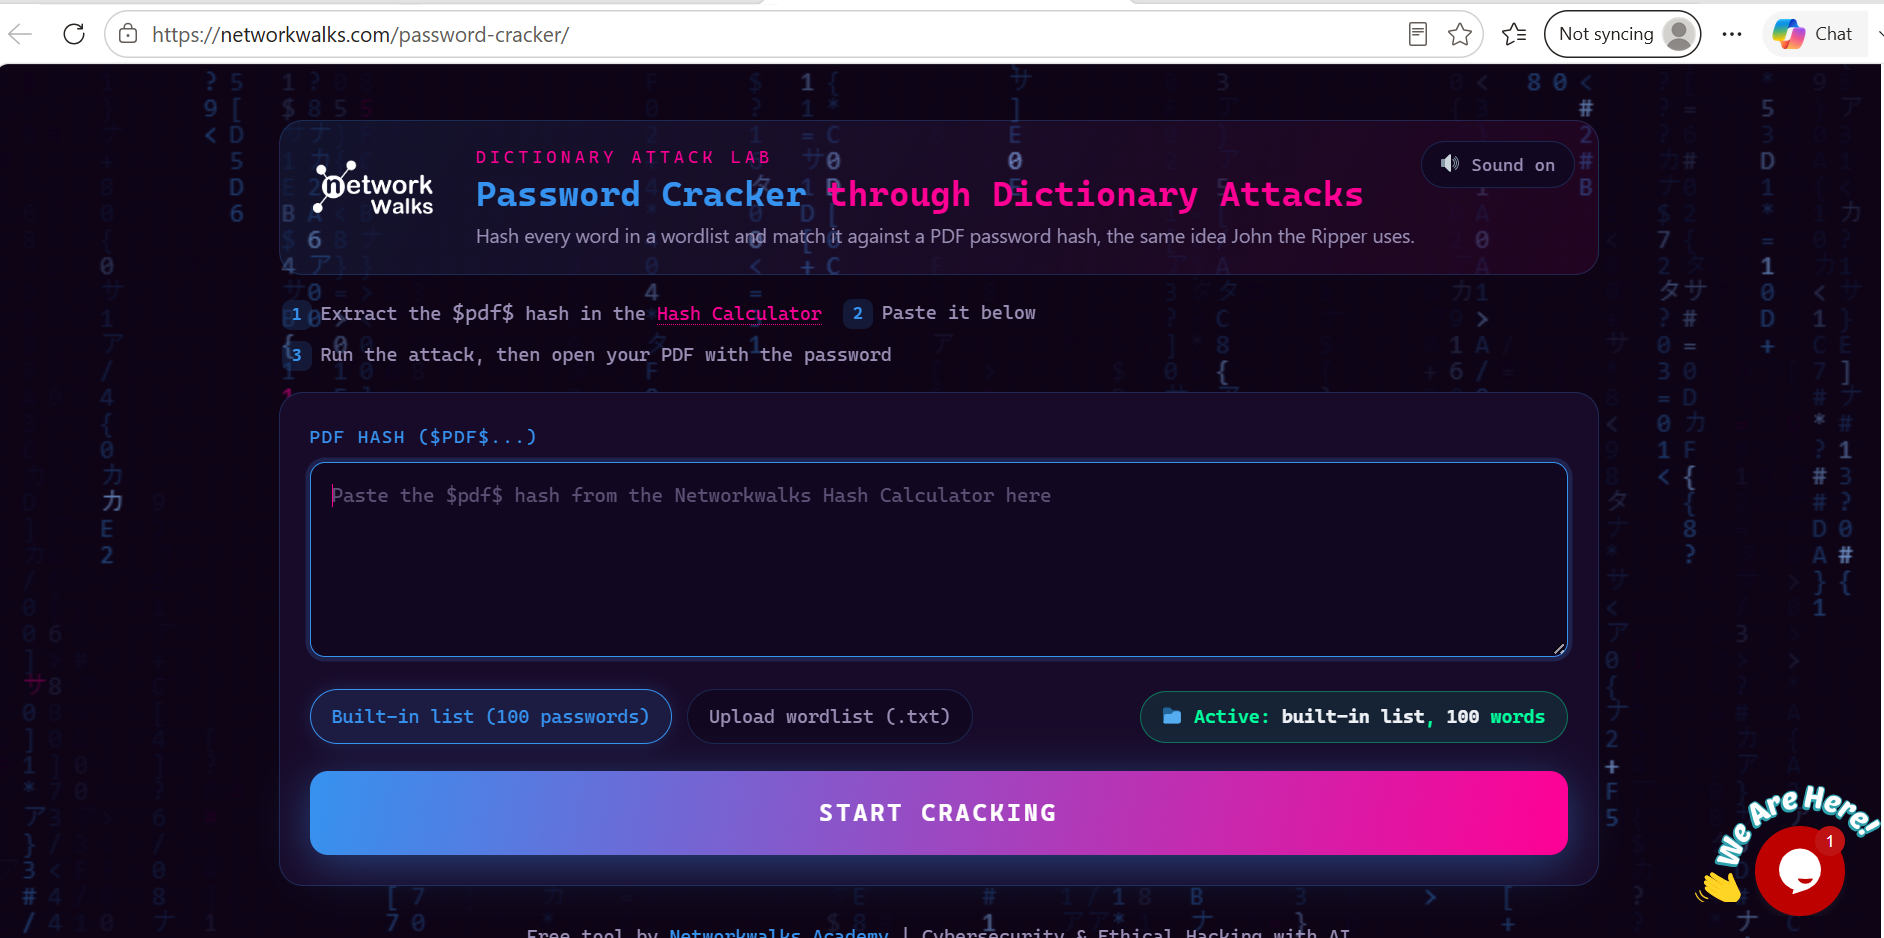 https://networkwalks.com/password-cracker/
Not syncing
Chat
network
Walks
DICTIONARY ATTACK LAB
Password Cracker through Dictionary Attacks
Hash every word in a wordlist and match it against a PDF password hash, the same idea John the Ripper uses.
Sound on
1 Extract the $pdf$ hash in the Hash Calculator 2 Paste it below
3 Run the attack, then open your PDF with the password
PDF HASH ($PDF$...)
Paste the $pdf$ hash from the Networkwalks Hash Calculator here
Built-in list (100 passwords)
Upload wordlist (.txt)
Active: built-in list, 100 words
START CRACKING
We Are Here!
1
Free tool by Networkwalks Academy | Cybersecurity & Ethical Hacking with AI